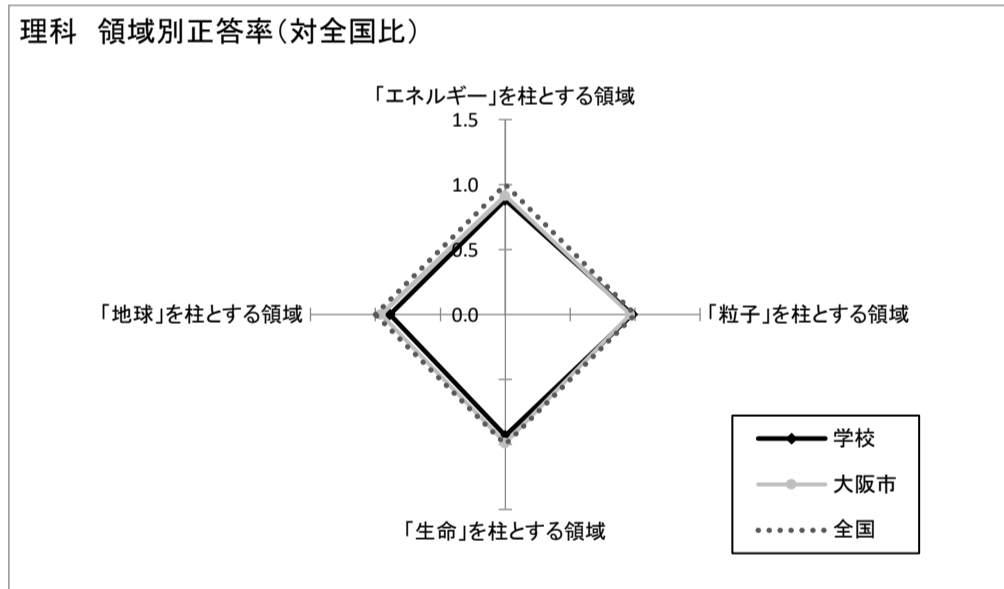 理科 領域別正答率(対全国比)
「エネルギー」を柱とする領域
1.5
1.0
0.5
0.0
「地球」を柱とする領域
「粒子」を柱とする領域
「生命」を柱とする領域
学校
大阪市
全国